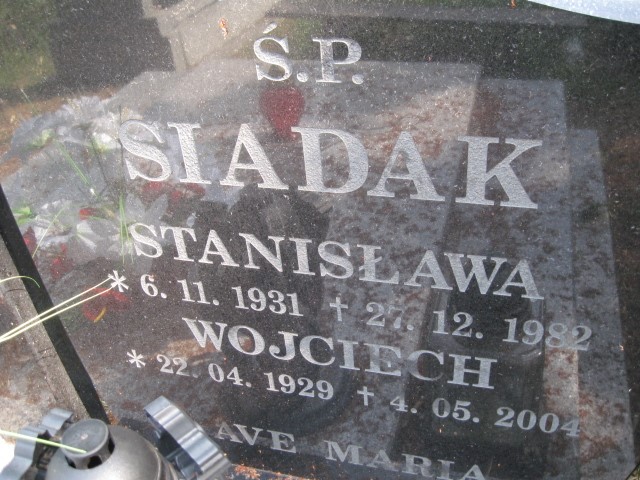 Ś.P.
SIADAK
STANISŁAWA
* 6. 11. 1931 † 27. 12. 1982
WOJCIECH
* 22. 04. 1929 † 4. 05. 2004
AVE MARIA